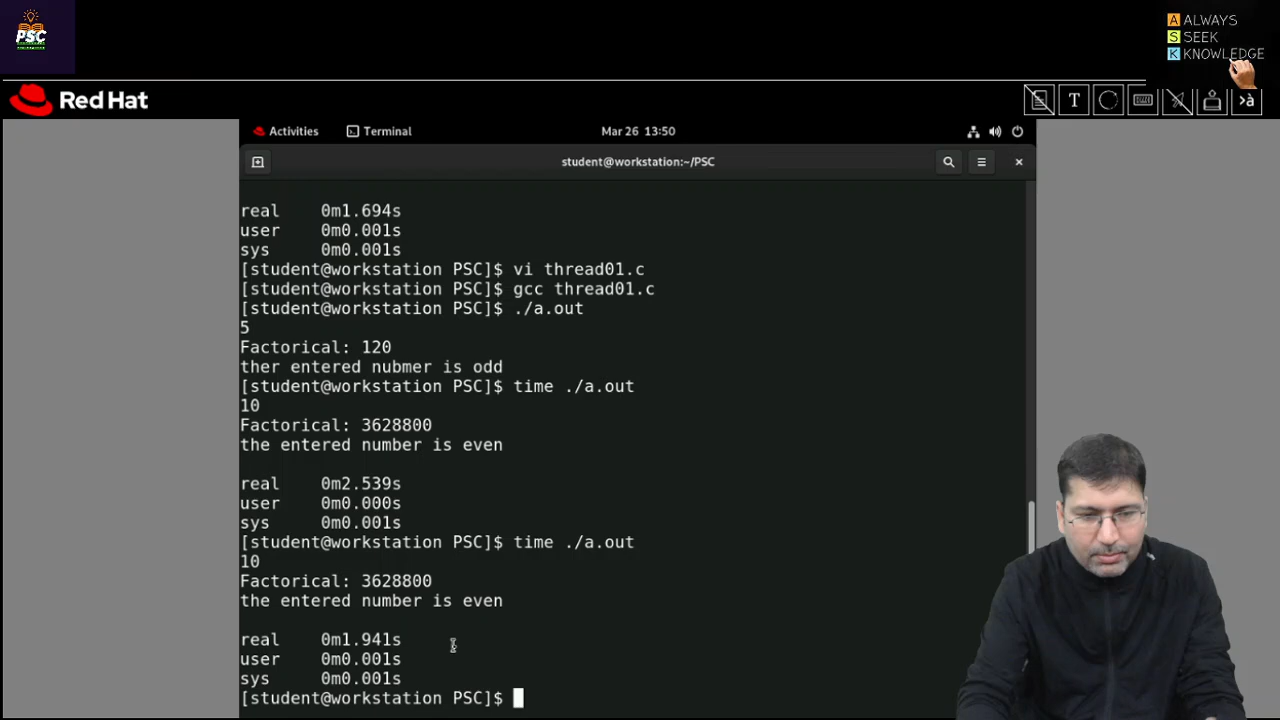 PSC
A ALWAYS
S SEEK
K KNOWLEDGE
Red Hat
T
à
Activities
Terminal
Mar 26 13:50
student@workstation:~/PSC
real 0m1.694s
user 0m0.001s
sys 0m0.001s
[student@workstation PSC]$ vi thread01.c
[student@workstation PSC]$ gcc thread01.c
[student@workstation PSC]$ ./a.out
5
Factorical: 120
ther entered nubmer is odd
[student@workstation PSC]$ time ./a.out
10
Factorical: 3628800
the entered number is even
real 0m2.539s
user 0m0.000s
sys 0m0.001s
[student@workstation PSC]$ time ./a.out
10
Factorical: 3628800
the entered number is even
real 0m1.941s
user 0m0.001s
sys 0m0.001s
[student@workstation PSC]$